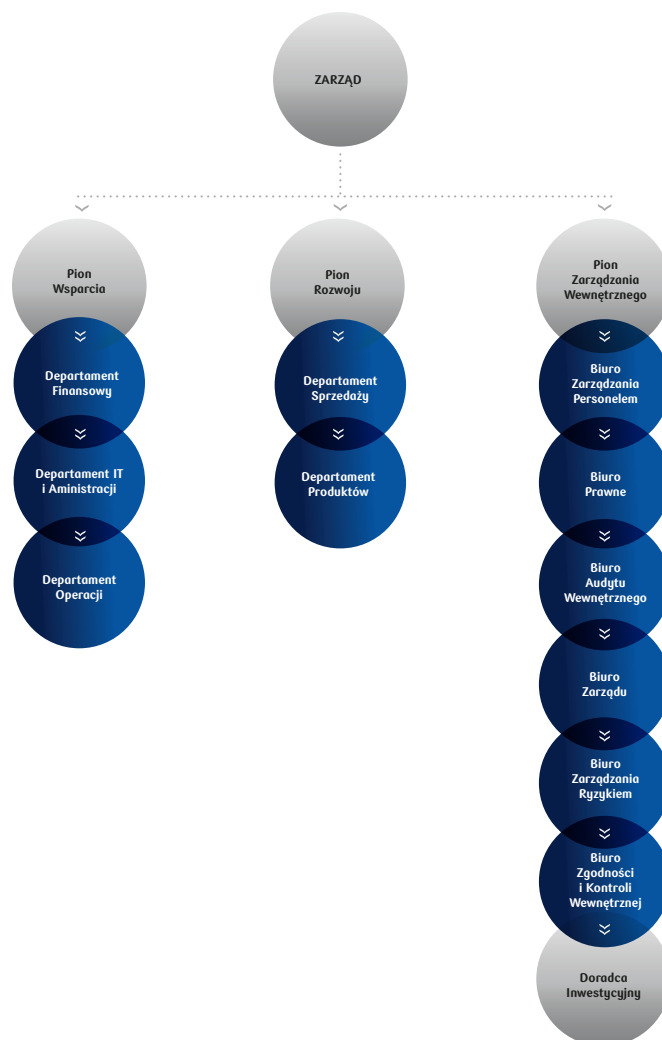 ZARZĄD
Pion
Wsparcia
Departament
Finansowy
Departament IT
i Aministracji
Departament
Operacji
Pion
Rozwoju
Departament
Sprzedaży
Departament
Produktów
Pion
Zarządzania
Wewnętrznego
Biuro
Zarządzania
Personelem
Biuro
Prawne
Biuro
Audytu
Wewnętrznego
Biuro
Zarządu
Biuro
Zarządzania
Ryzykiem
Biuro
Zgodności
i Kontroli
Wewnętrznej
Doradca
Inwestycyjny